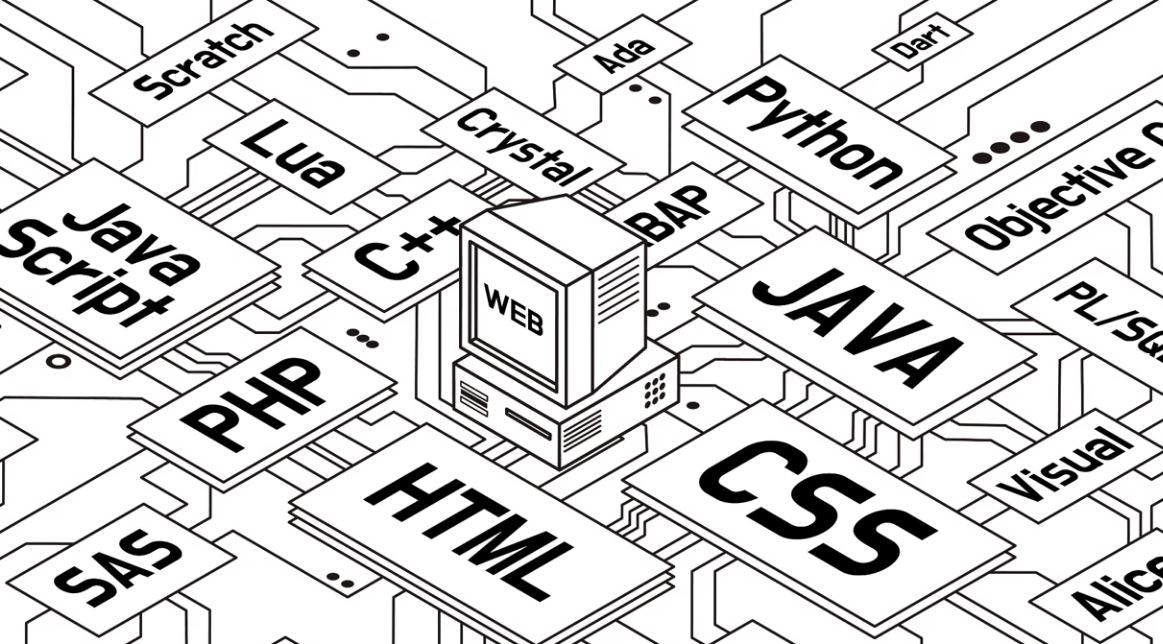 Scratch
Ada
Dart
Lua
Crystal
Python
Java
Script
C++
BAP
Objective C
WEB
JAVA
PL/SQ
PHP
HTML
CSS
Visual
SAS
Alice